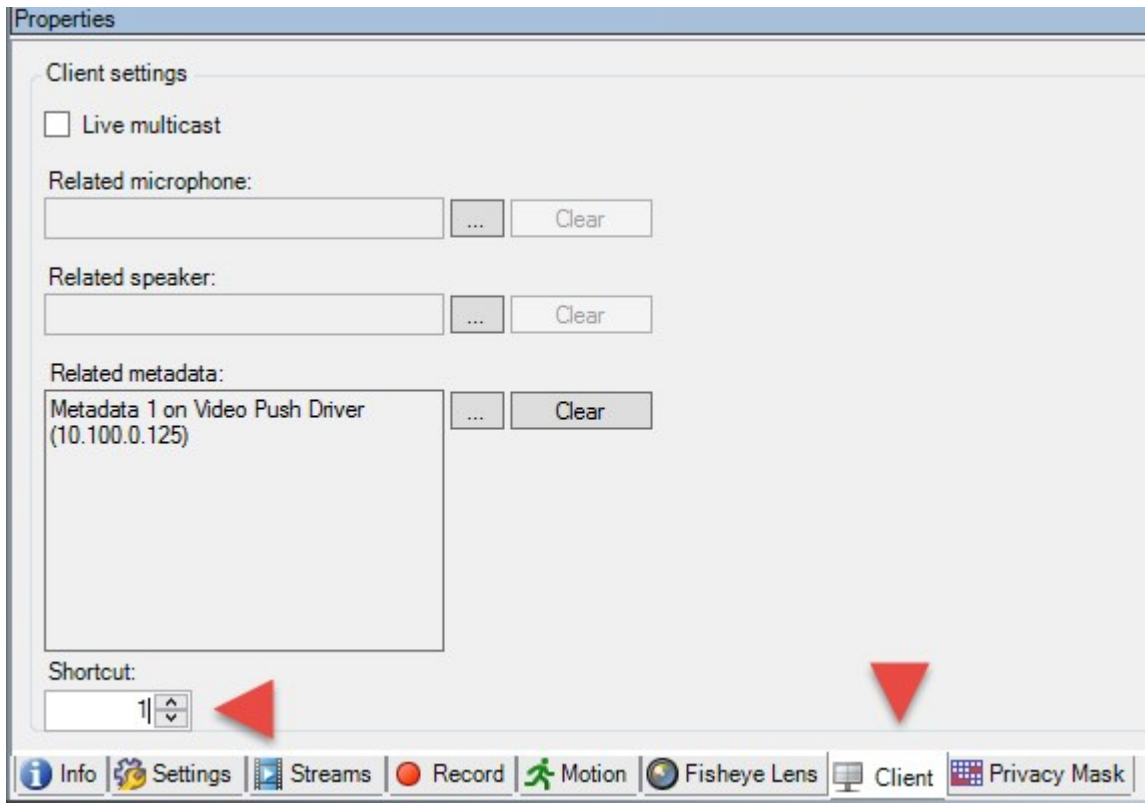 Properties
Client settings
Live multicast
Related microphone:
... Clear
Related speaker:
... Clear
Related metadata:
Metadata 1 on Video Push Driver
(10.100.0.125)
... Clear
Shortcut:
1
Info Settings Streams Record Motion Fisheye Lens Client Privacy Mask